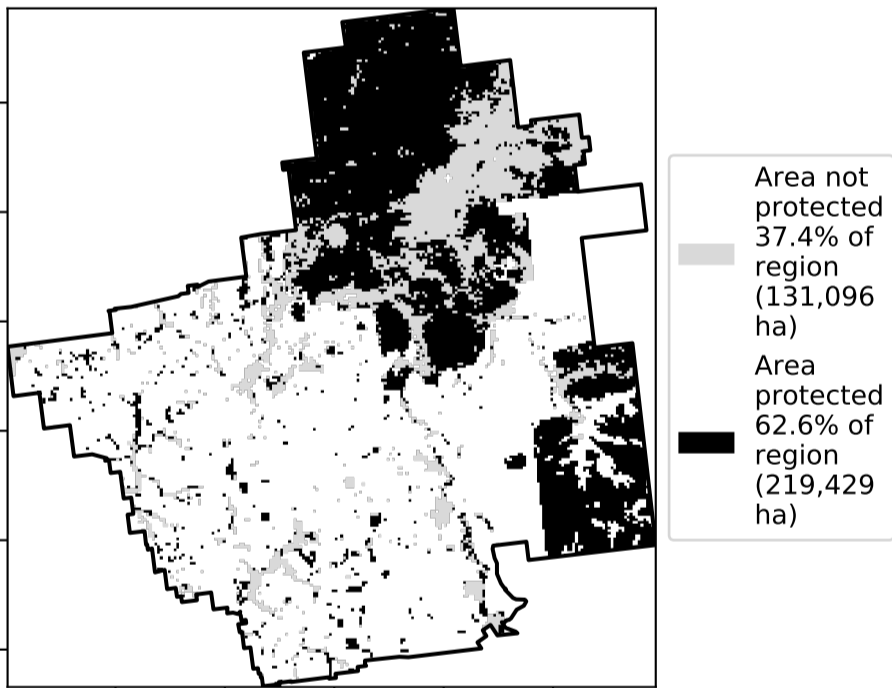 Area not
protected
37.4% of
region
(131,096
ha)
Area
protected
62.6% of
region
(219,429
ha)